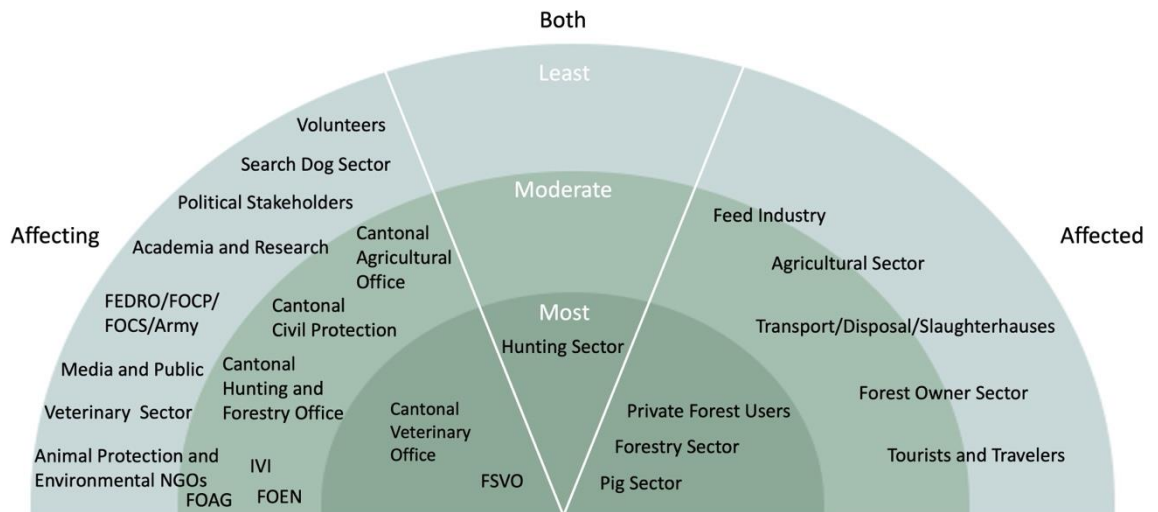 Both
Least
Volunteers
Search Dog Sector
Political Stakeholders
Moderate
Feed Industry
Affecting
Academia and Research
Cantonal
Agricultural
Office
Affected
Agricultural Sector
FEDRO/FOCP/
FOCS/Army
Cantonal
Civil Protection
Most
Hunting Sector
Transport/Disposal/Slaughterhauses
Media and Public
Cantonal
Hunting and
Forestry Office
Forest Owner Sector
Veterinary Sector
Cantonal
Veterinary
Office
Private Forest Users
Forestry Sector
Animal Protection and
Environmental NGOs
IVI
Tourists and Travelers
FOAG
FOEN
FSVO
Pig Sector